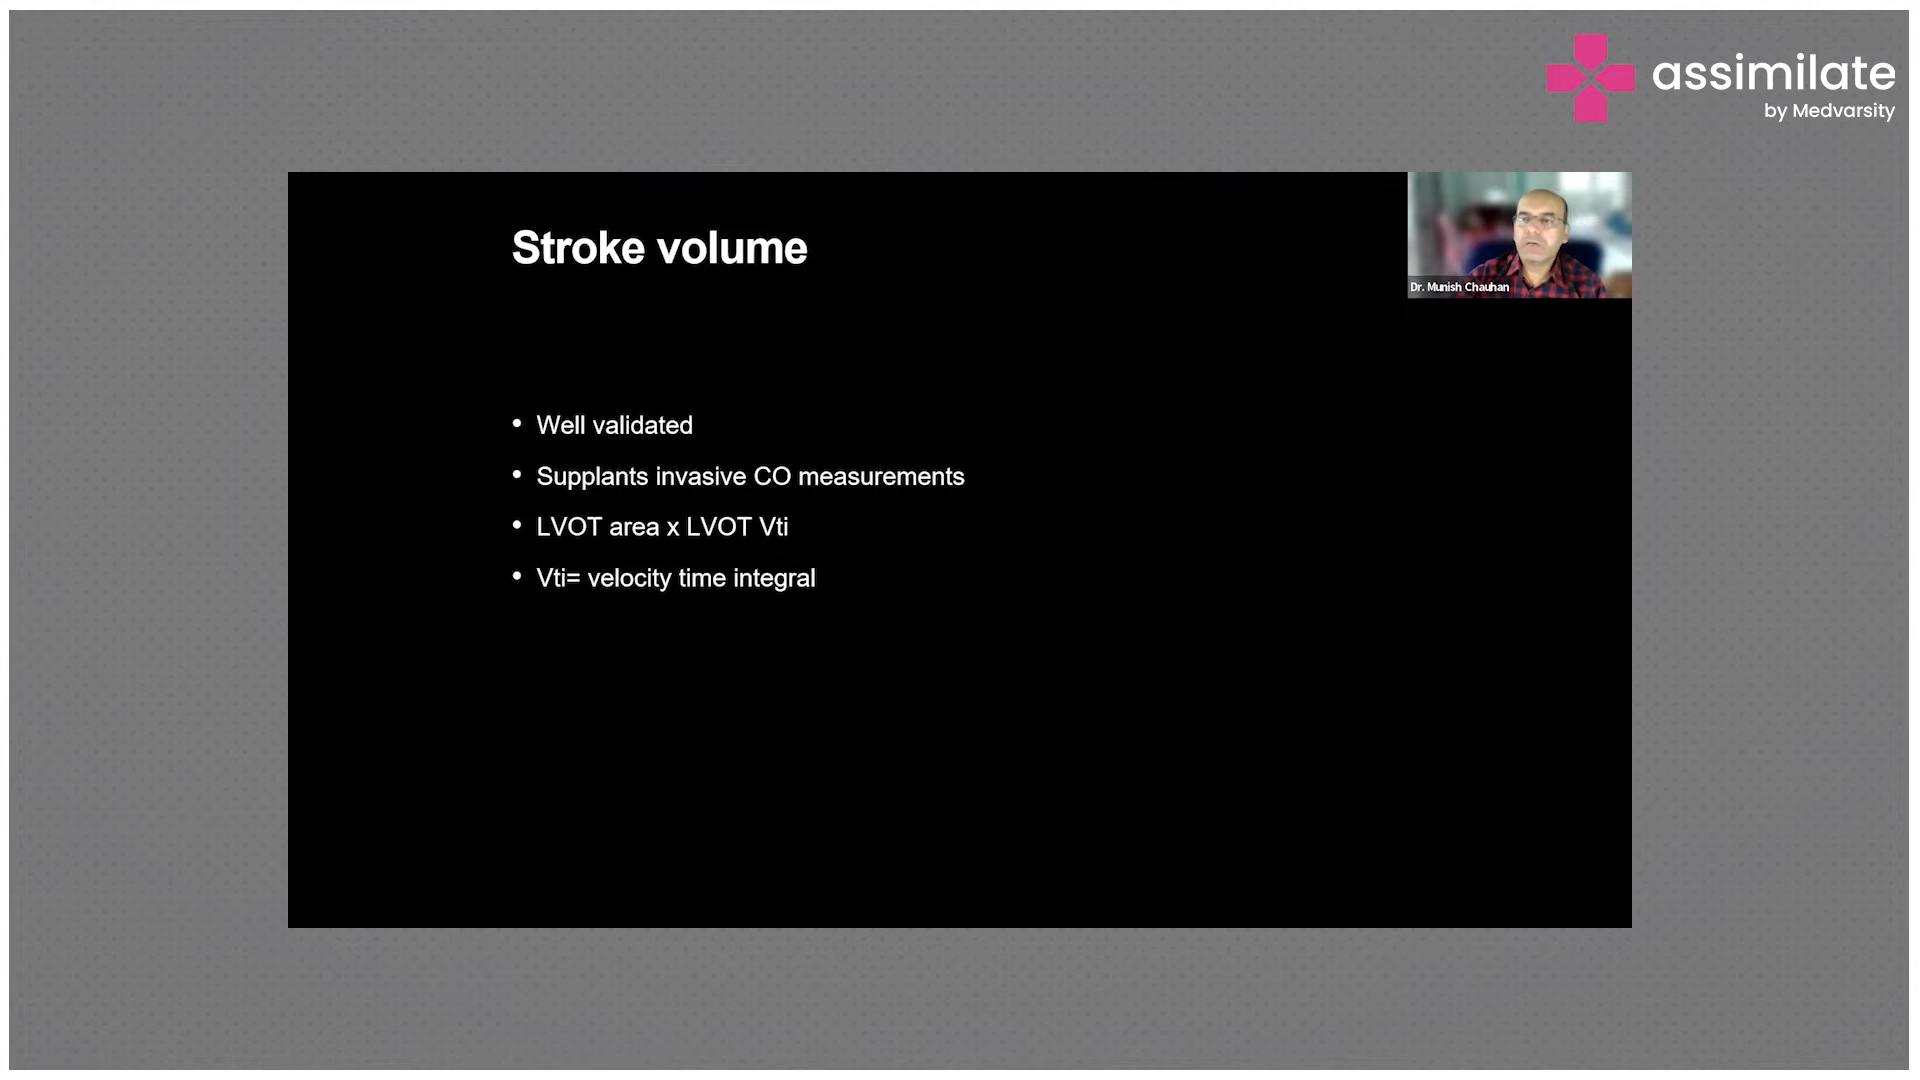 assimilate
by Medvarsity
Stroke volume
Dr. Munish Chauhan
• Well validated
• Supplants invasive CO measurements
• LVOT area x LVOT Vti
• Vti= velocity time integral